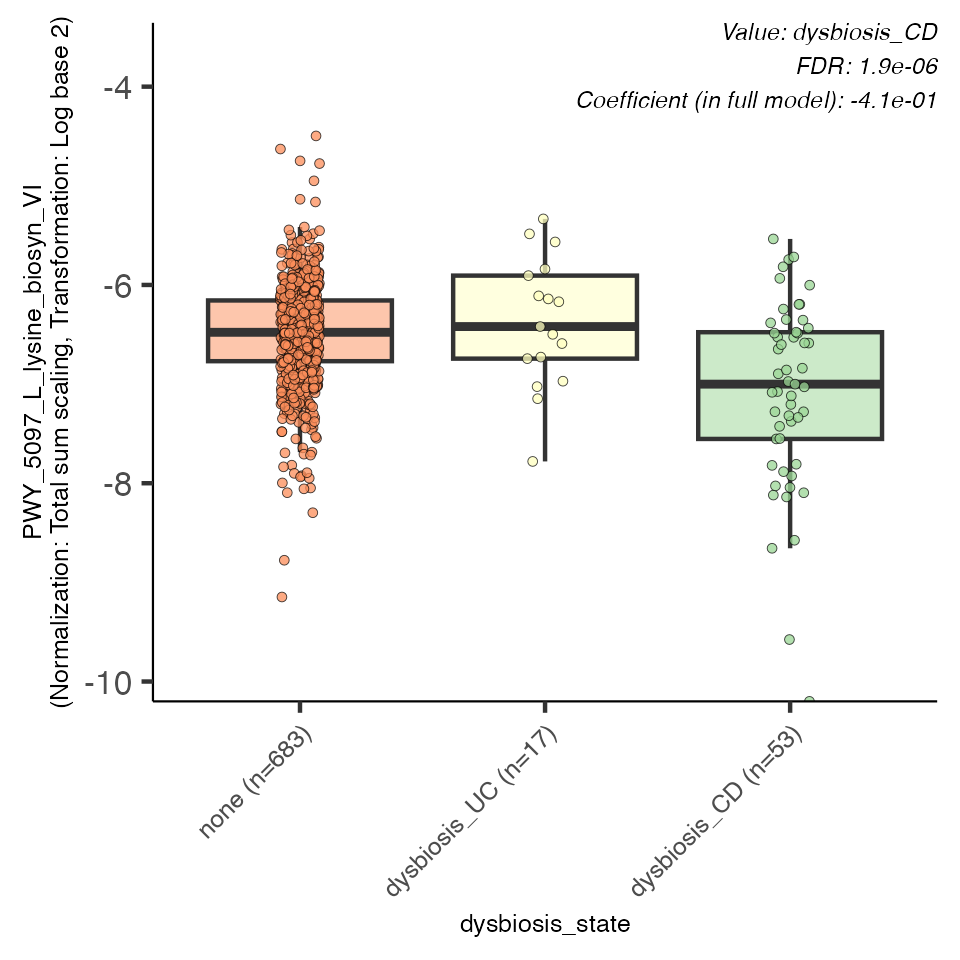 Value: dysbiosis_CD
FDR: 1.9e-06
Coefficient (in full model): -4.1e-01
PWY_5097_L_lysine_biosyn_VI
(Normalization: Total sum scaling, Transformation: Log base 2)
-4
-6
-8
-10
none (n=683)
dysbiosis_UC (n=17)
dysbiosis_CD (n=53)
dysbiosis_state